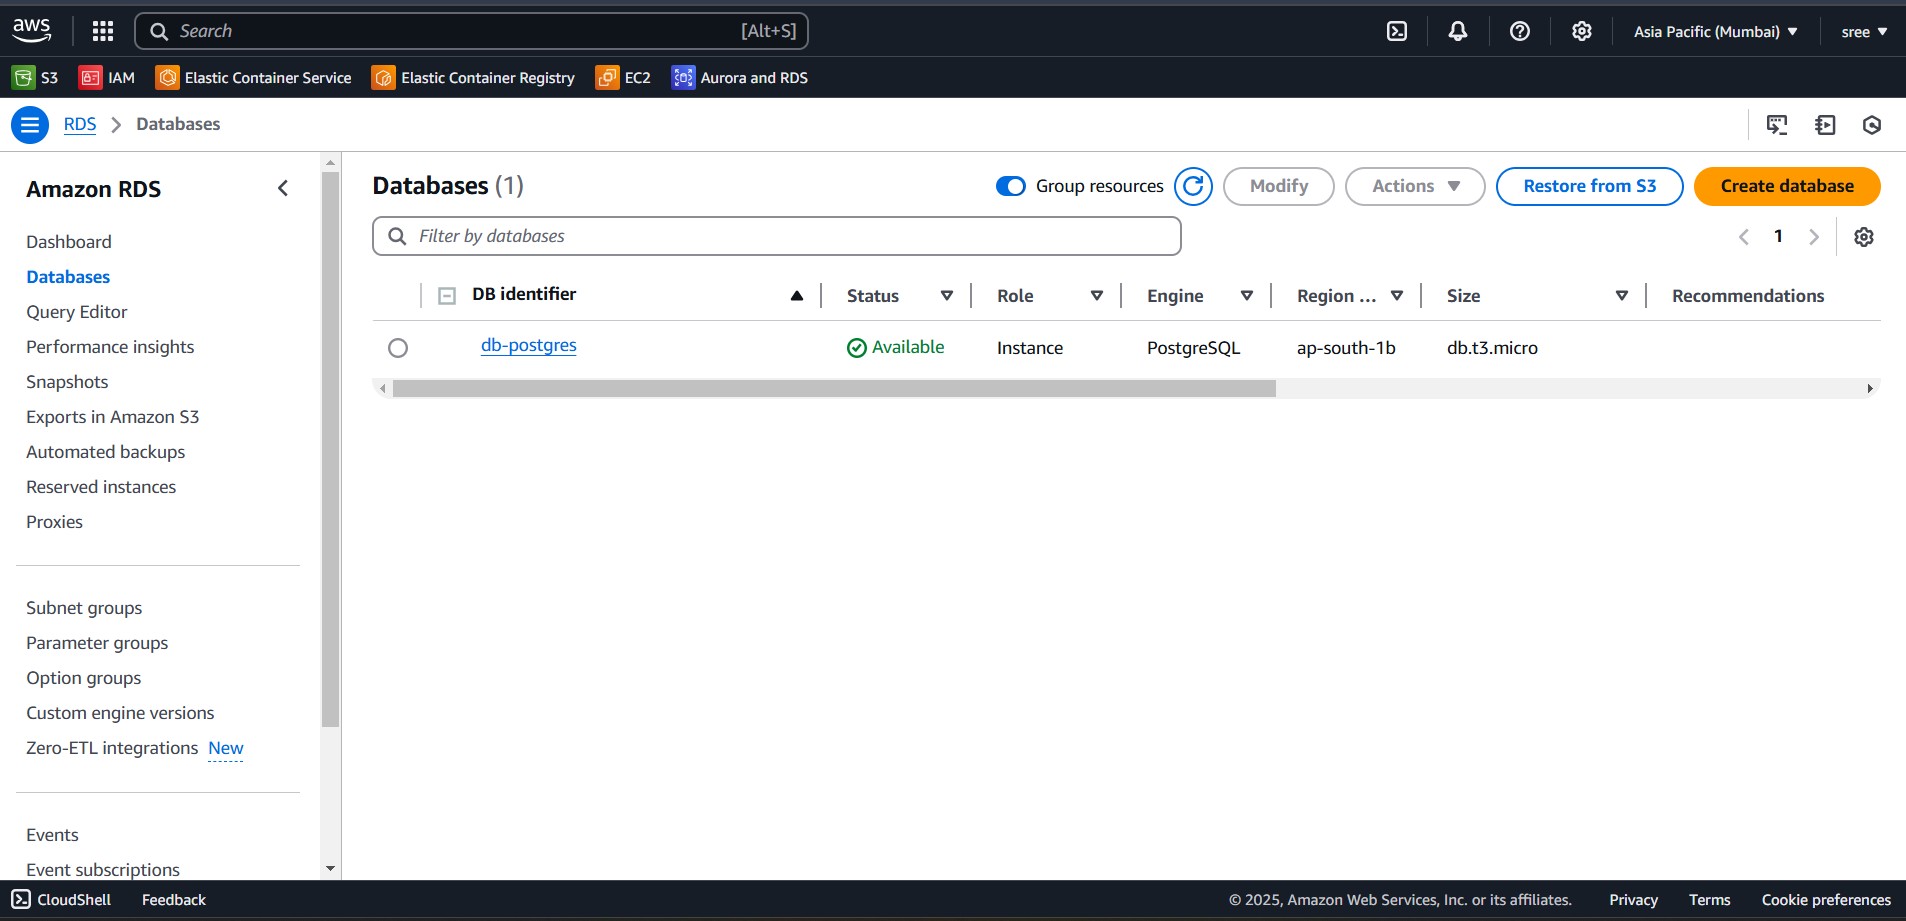 aws
Search [Alt+S]
Asia Pacific (Mumbai)
sree
S3
IAM
Elastic Container Service
Elastic Container Registry
EC2
Aurora and RDS
RDS
Databases
Amazon RDS
Dashboard
Databases
Query Editor
Performance insights
Snapshots
Exports in Amazon S3
Automated backups
Reserved instances
Proxies
Subnet groups
Parameter groups
Option groups
Custom engine versions
Zero-ETL integrations New
Events
Event subscriptions
Databases (1)
Group resources
Modify
Actions
Restore from S3
Create database
Filter by databases
1
DB identifier Status Role Engine Region ... Size Recommendations
db-postgres Available Instance PostgreSQL ap-south-1b db.t3.micro
CloudShell
Feedback
© 2025, Amazon Web Services, Inc. or its affiliates.
Privacy
Terms
Cookie preferences